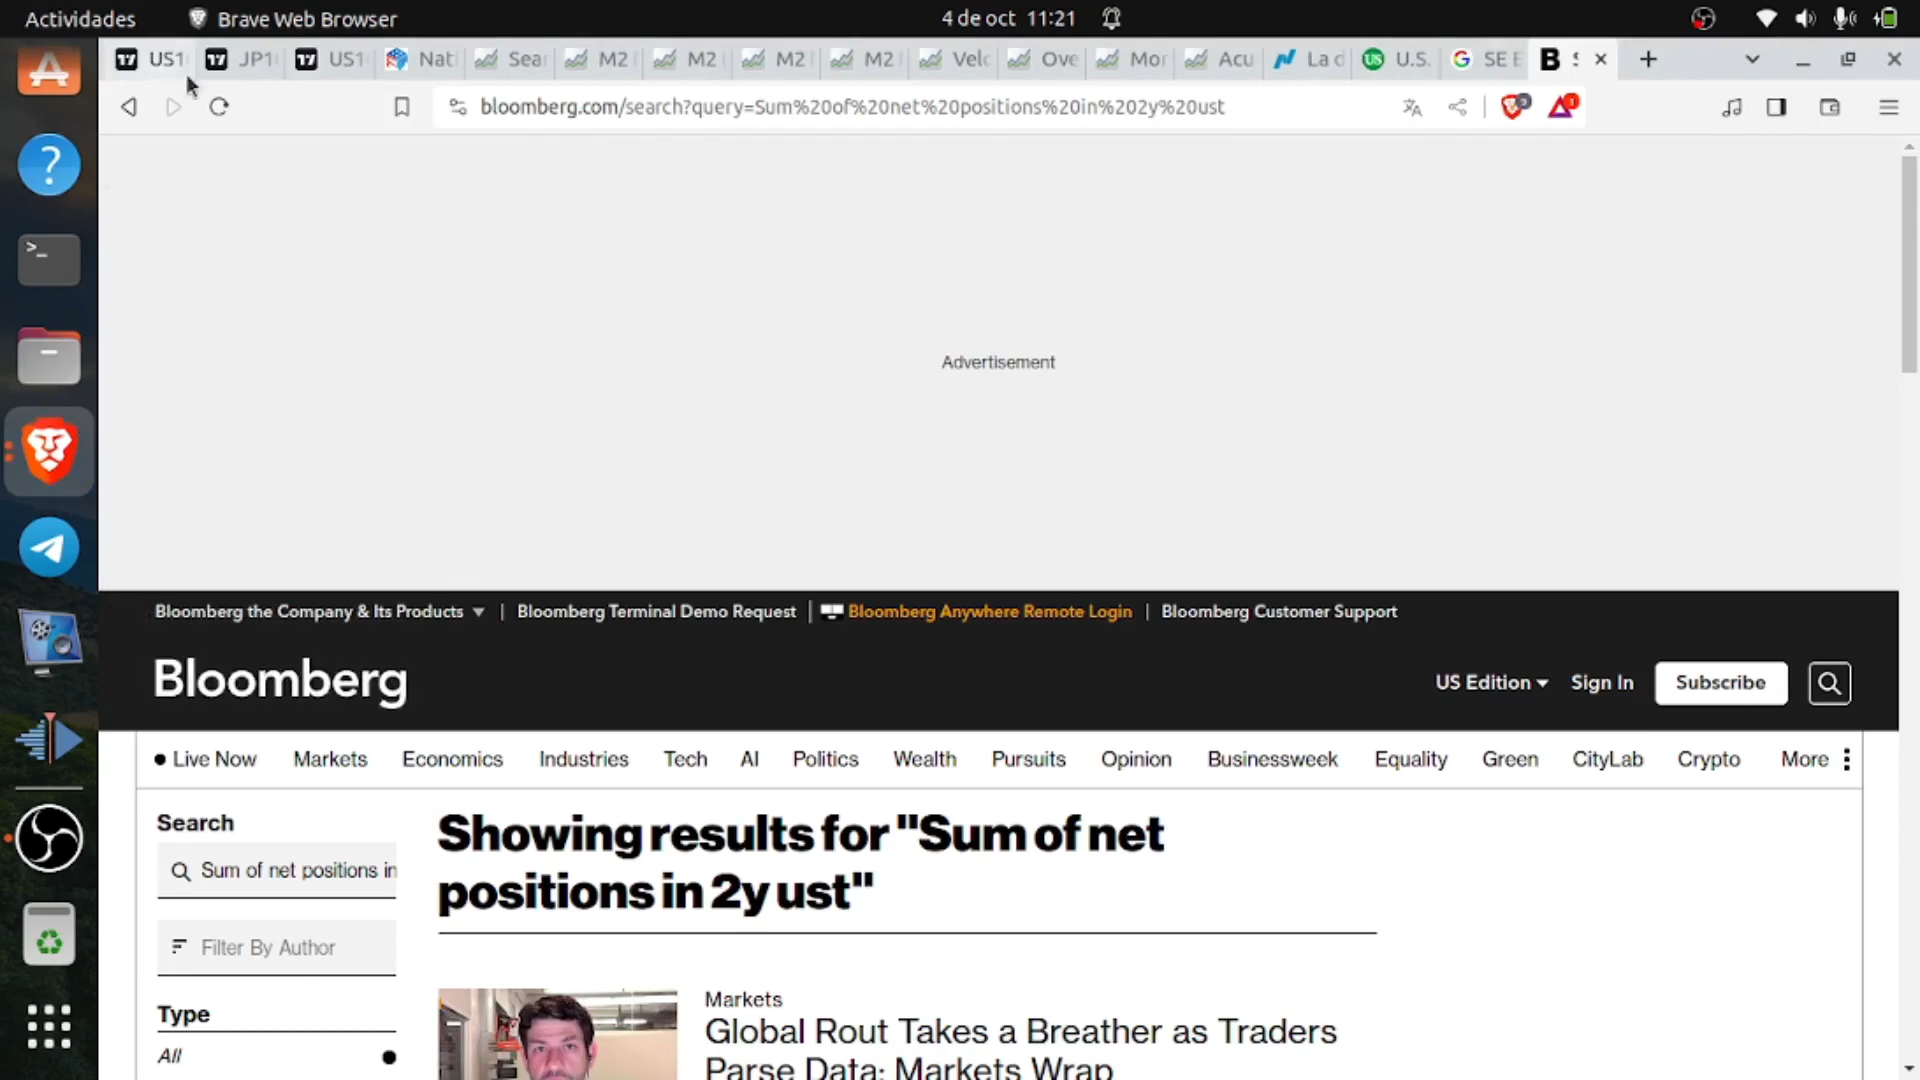 Actividades
Brave Web Browser
4 de oct 11:21
US1
JP1
US1
Nati
Sear
M2
M2
M2
M2
Velo
Ove
Mor
Acu
La d
U.S.
SE E
bloomberg.com/search?query=Sum%20of%20net%20positions%20in%202y%20ust
Advertisement
Bloomberg the Company & Its Products
Bloomberg Terminal Demo Request
Bloomberg Anywhere Remote Login
Bloomberg Customer Support
Bloomberg
US Edition
Sign In
Subscribe
Live Now
Markets
Economics
Industries
Tech
AI
Politics
Wealth
Pursuits
Opinion
Businessweek
Equality
Green
CityLab
Crypto
More
Search
Sum of net positions in
Filter By Author
Type
All
Showing results for "Sum of net
positions in 2y ust"
Markets
Global Rout Takes a Breather as Traders
Parse Data: Markets Wrap